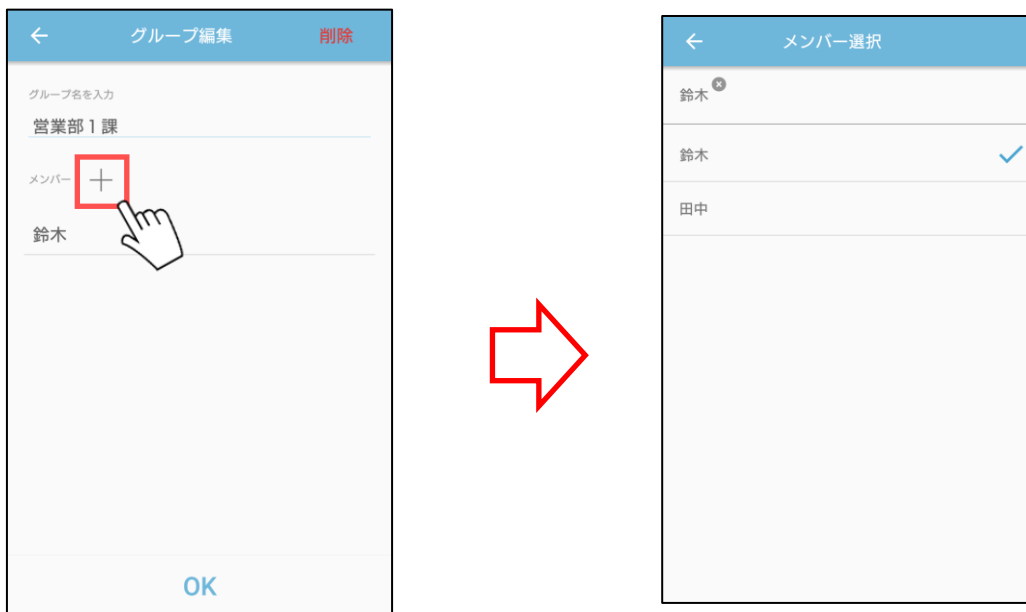 グループ編集
削除
グループ名を入力
営業部１課
メンバー
鈴木
OK
メンバー選択
鈴木
鈴木
田中